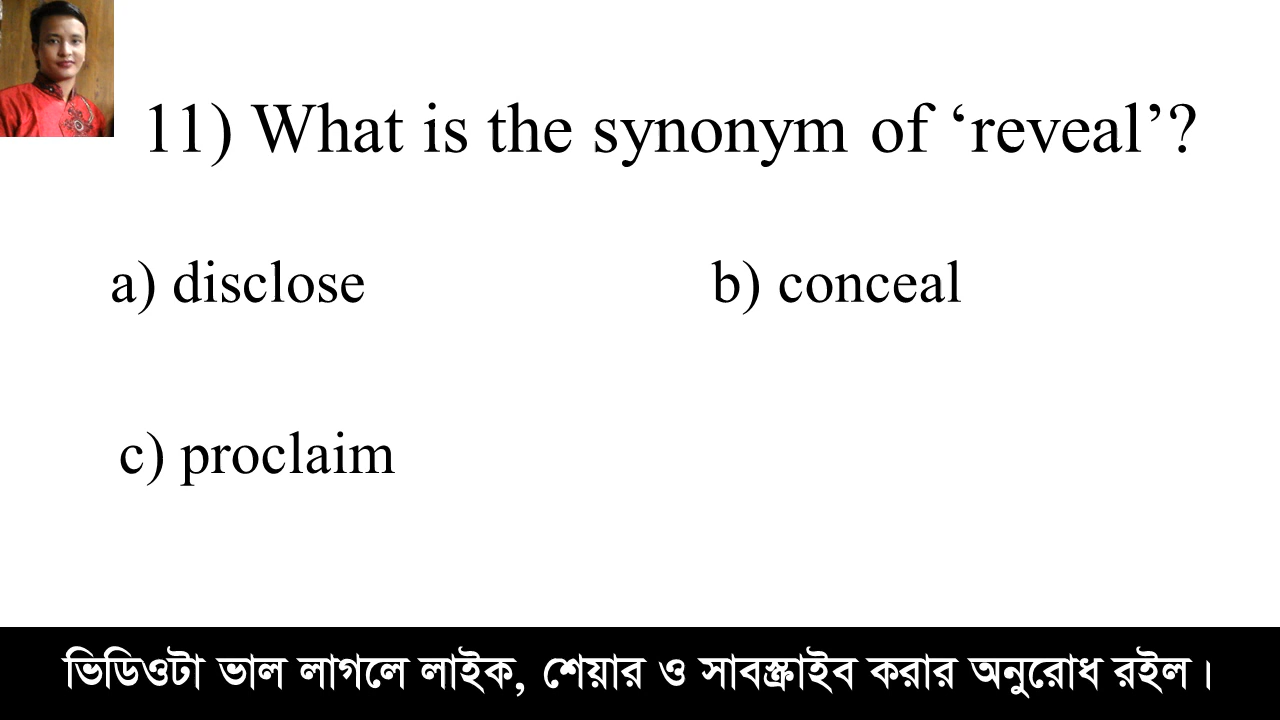 11) What is the synonym of ‘reveal’?
a) disclose b) conceal
c) proclaim
ভিডিওটা ভাল লাগলে লাইক, শেয়ার ও সাবস্ক্রাইব করার অনুরোধ রইল।